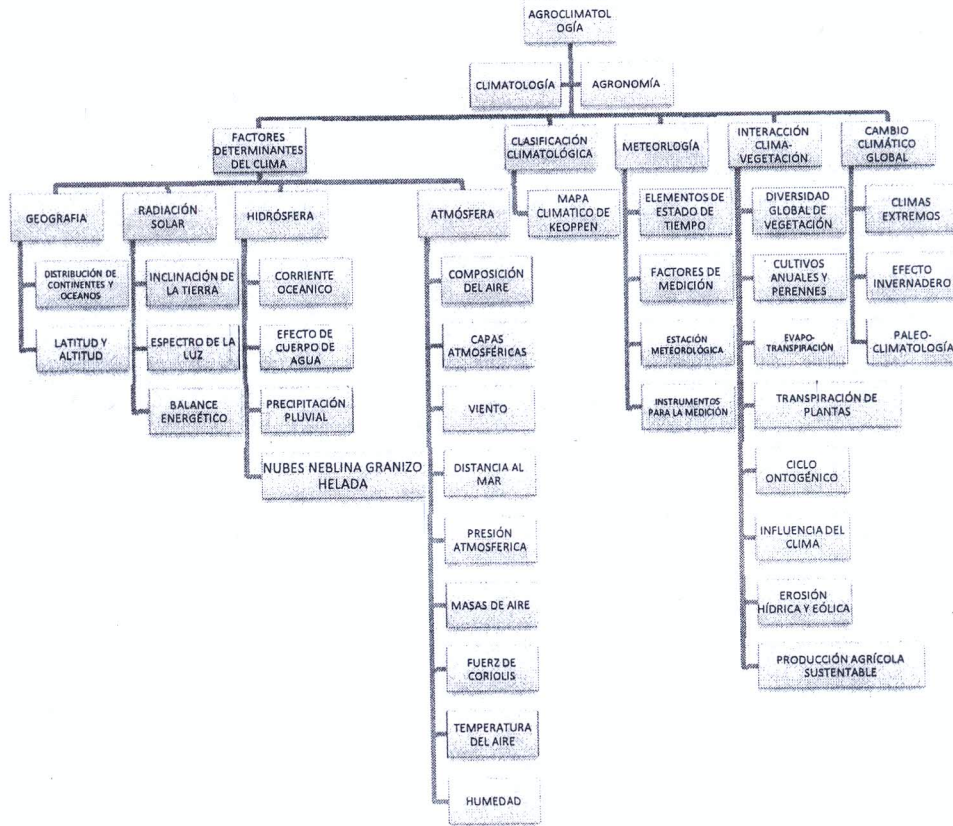 AGROCLIMATOL
OGÍA
CLIMATOLOGÍA
AGRONOMÍA
FACTORES
DETERMINANTES
DEL CLIMA
CLASIFICACIÓN
CLIMATOLÓGICA
METEORLOGÍA
INTERACCIÓN
CLIMA-
VEGETACIÓN
CAMBIO
CLIMÁTICO
GLOBAL
GEOGRAFIA
RADIACIÓN
SOLAR
HIDRÓSFERA
ATMÓSFERA
DISTRIBUCIÓN DE
CONTINENTES Y
OCEANOS
LATITUD Y
ALTITUD
INCLINACIÓN DE
LA TIERRA
ESPECTRO DE LA
LUZ
BALANCE
ENERGÉTICO
CORRIENTE
OCEANICO
EFECTO DE
CUERPO DE
AGUA
PRECIPITACIÓN
PLUVIAL
NUBES NEBLINA GRANIZO
HELADA
COMPOSICIÓN
DEL AIRE
CAPAS
ATMOSFÉRICAS
VIENTO
DISTANCIA AL
MAR
PRESIÓN
ATMOSFERICA
MASAS DE AIRE
FUERZ DE
CORIOLIS
TEMPERATURA
DEL AIRE
HUMEDAD
MAPA
CLIMATICO DE
KEOPPEN
ELEMENTOS DE
ESTADO DE
TIEMPO
FACTORES DE
MEDICIÓN
ESTACIÓN
METEOROLÓGICA
INSTRUMENTOS
PARA LA MEDICIÓN
DIVERSIDAD
GLOBAL DE
VEGETACIÓN
CULTIVOS
ANUALES Y
PERENNES
EVAPO-
TRANSPIRACIÓN
TRANSPIRACIÓN DE
PLANTAS
CICLO
ONTOGÉNICO
INFLUENCIA DEL
CLIMA
EROSIÓN
HÍDRICA Y EÓLICA
PRODUCCIÓN AGRÍCOLA
SUSTENTABLE
CLIMAS
EXTREMOS
EFECTO
INVERNADERO
PALEO-
CLIMATOLOGÍA